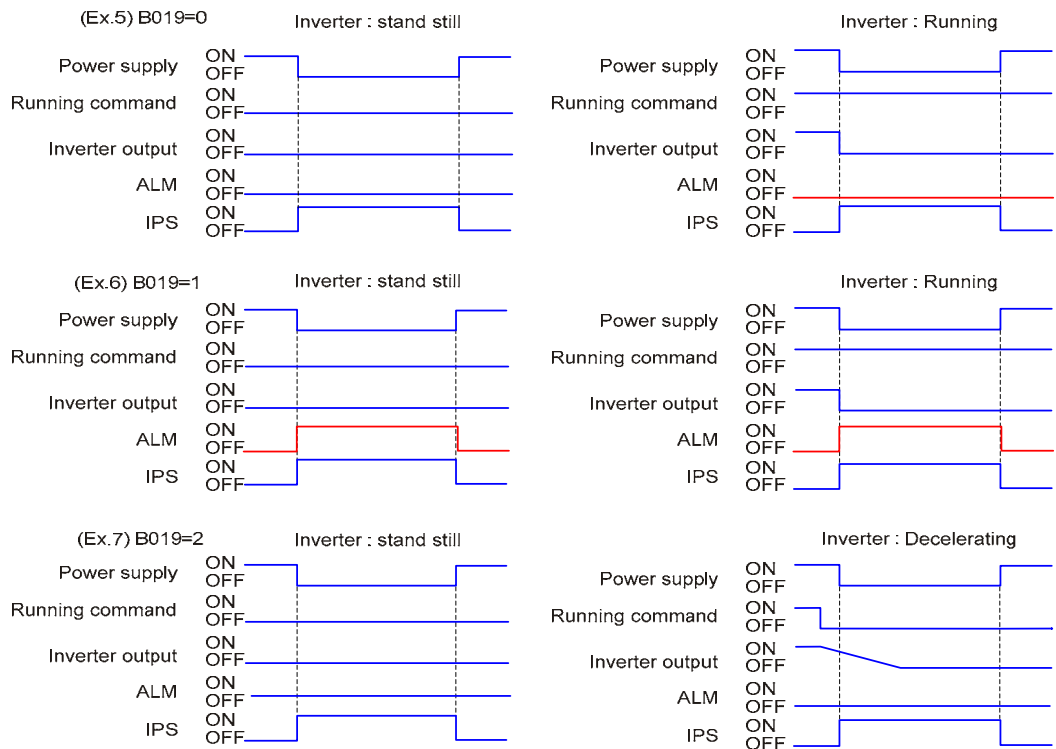 (Ex.5) B019=0
Inverter : stand still
Power supply ON
OFF
Running command ON
OFF
Inverter output ON
OFF
ALM ON
OFF
IPS ON
OFF
Inverter : Running
Power supply ON
OFF
Running command ON
OFF
Inverter output ON
OFF
ALM ON
OFF
IPS ON
OFF
(Ex.6) B019=1
Inverter : stand still
Power supply ON
OFF
Running command ON
OFF
Inverter output ON
OFF
ALM ON
OFF
IPS ON
OFF
Inverter : Running
Power supply ON
OFF
Running command ON
OFF
Inverter output ON
OFF
ALM ON
OFF
IPS ON
OFF
(Ex.7) B019=2
Inverter : stand still
Power supply ON
OFF
Running command ON
OFF
Inverter output ON
OFF
ALM ON
OFF
IPS ON
OFF
Inverter : Decelerating
Power supply ON
OFF
Running command ON
OFF
Inverter output ON
OFF
ALM ON
OFF
IPS ON
OFF